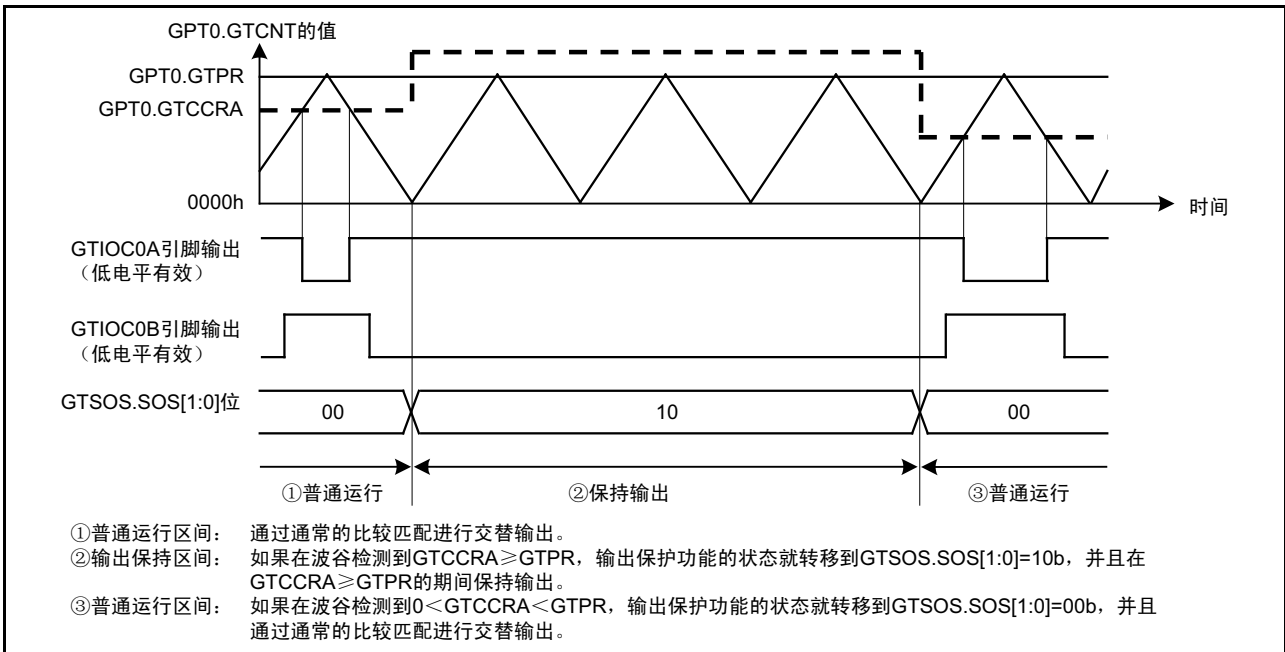 GPT0.GTCNT的值
GPT0.GTPR
GPT0.GTCCRA
0000h
时间
GTIOC0A引脚输出
（低电平有效）
GTIOC0B引脚输出
（低电平有效）
GTSOS.SOS[1:0]位
00
10
00
①普通运行
②保持输出
③普通运行
①普通运行区间： 通过通常的比较匹配进行交替输出。
②输出保持区间： 如果在波谷检测到GTCCRA≥GTPR，输出保护功能的状态就转移到GTSOS.SOS[1:0]=10b，并且在
GTCCRA≥GTPR的期间保持输出。
③普通运行区间： 如果在波谷检测到0＜GTCCRA＜GTPR，输出保护功能的状态就转移到GTSOS.SOS[1:0]=00b，并且
通过通常的比较匹配进行交替输出。